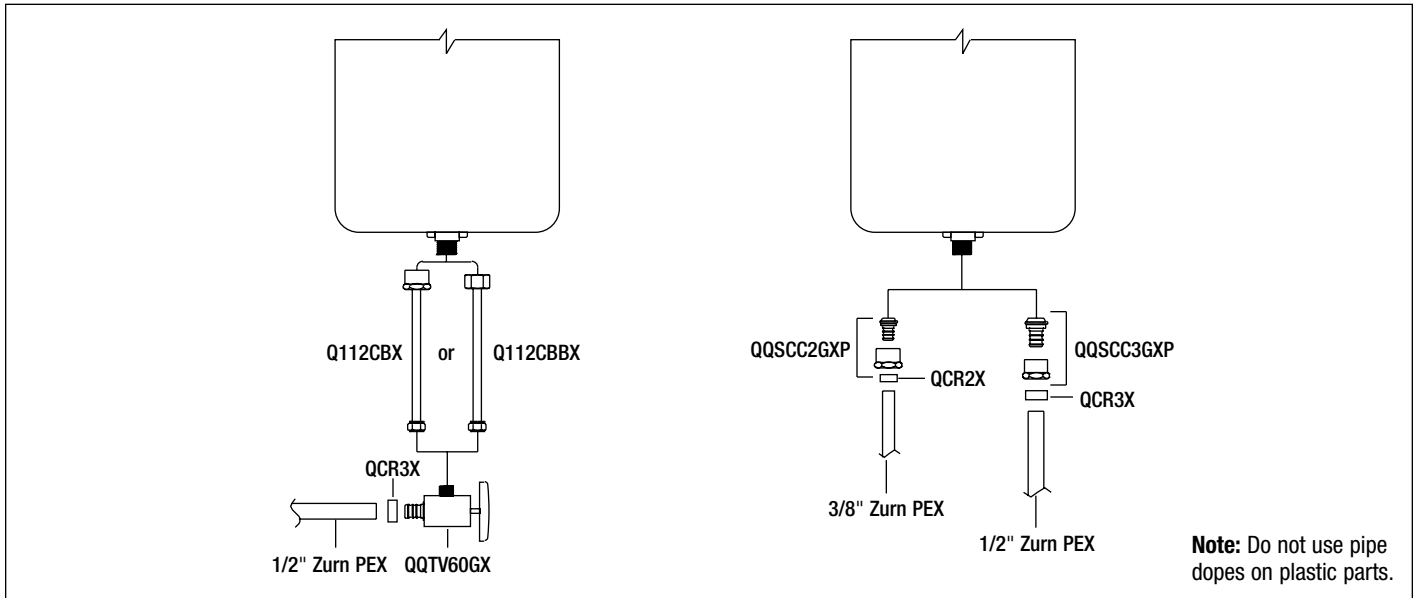 Q112CBX
or
Q112CBBX
QCR3X
1/2" Zurn PEX
QQTV60GX
QQSCC2GXP
QCR2X
3/8" Zurn PEX
QQSCC3GXP
QCR3X
1/2" Zurn PEX
Note: Do not use pipe
dopes on plastic parts.